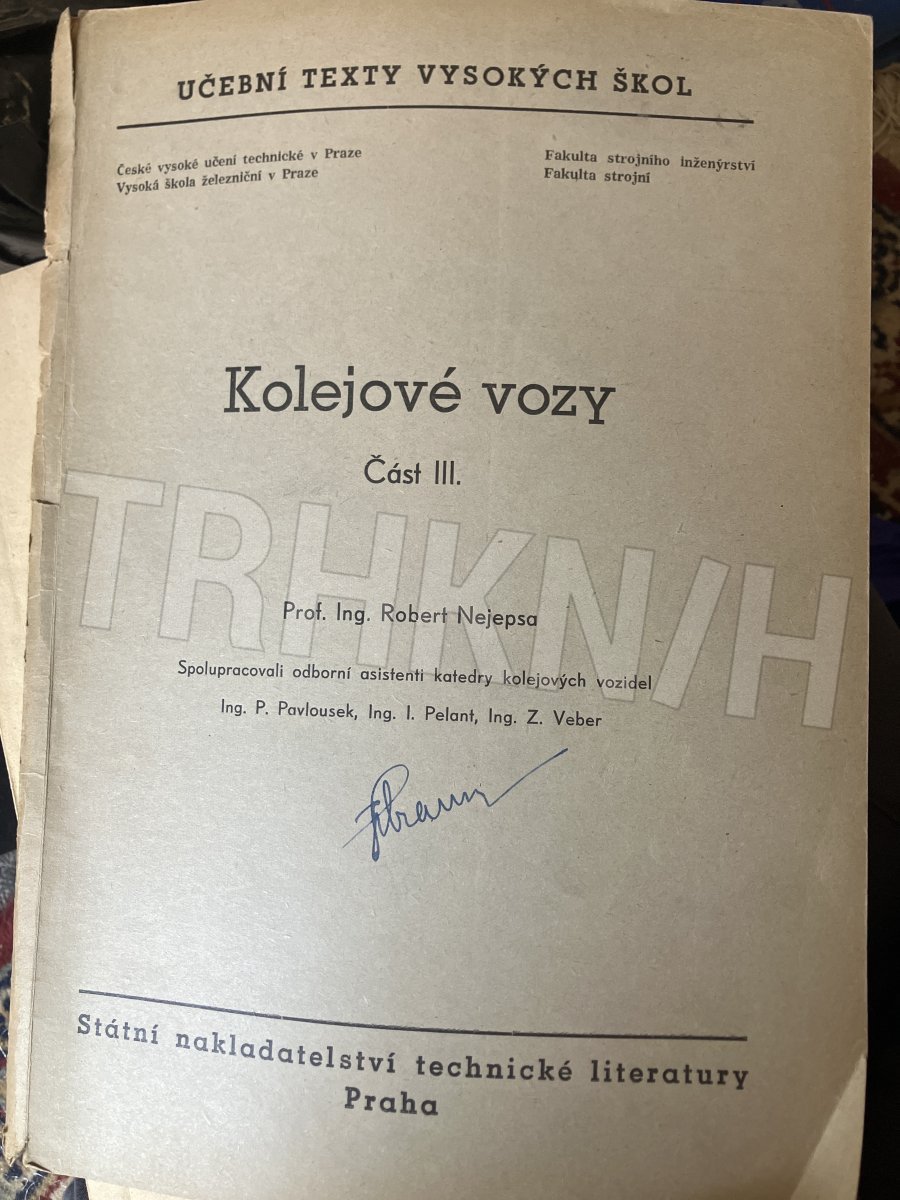 UČEBNÍ TEXTY VYSOKÝCH ŠKOL
České vysoké učení technické v Praze
Vysoká škola železniční v Praze
Fakulta strojního inženýrství
Fakulta strojní
Kolejové vozy
Část III.
TRHKN/H
Prof. Ing. Robert Nejepsa
Spolupracovali odborní asistenti katedry kolejových vozidel
Ing. P. Pavlousek, Ing. I. Pelant, Ing. Z. Veber
Státní nakladatelství technické literatury
Praha